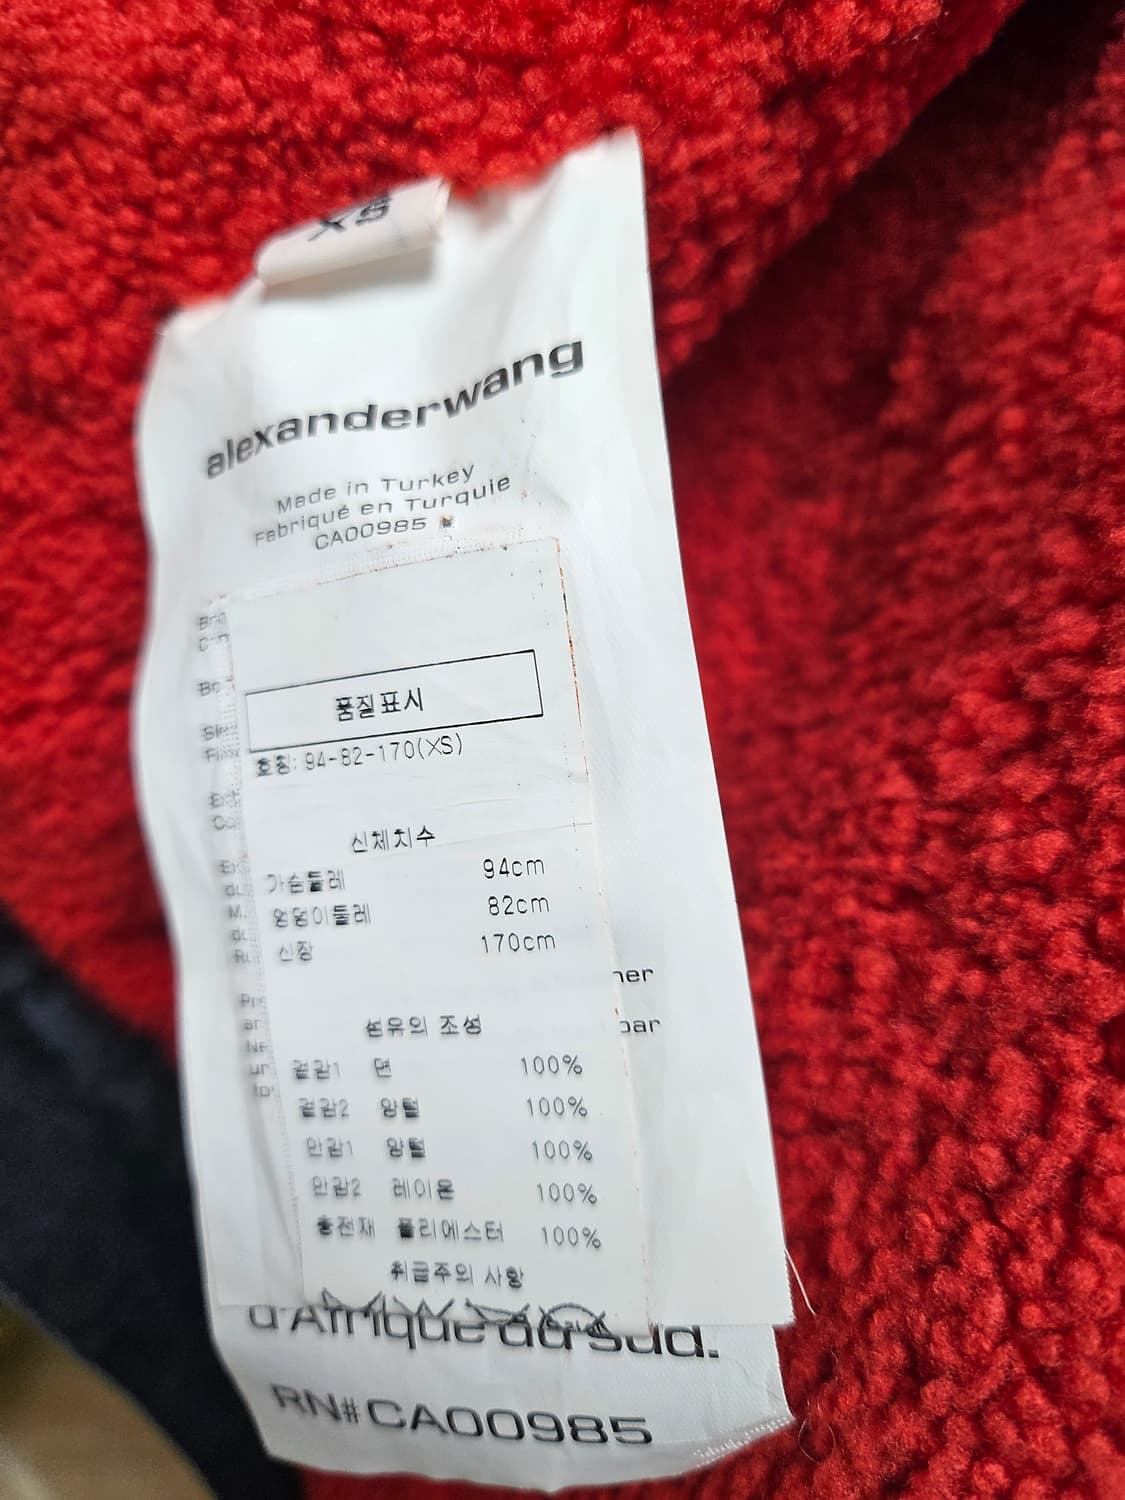 XS
alexanderwang
Made in Turkey
Fabriqué en Turquie
CA00985
품질표시
호칭: 94-82-170(XS)
신체치수
가슴둘레 94cm
엉덩이둘레 82cm
신장 170cm
섬유의 조성
겉감1 면 100%
겉감2 양털 100%
안감1 양털 100%
안감2 레이온 100%
충전재 폴리에스터 100%
취급주의 사항
d'Afrique du Sud.
RN#CA00985